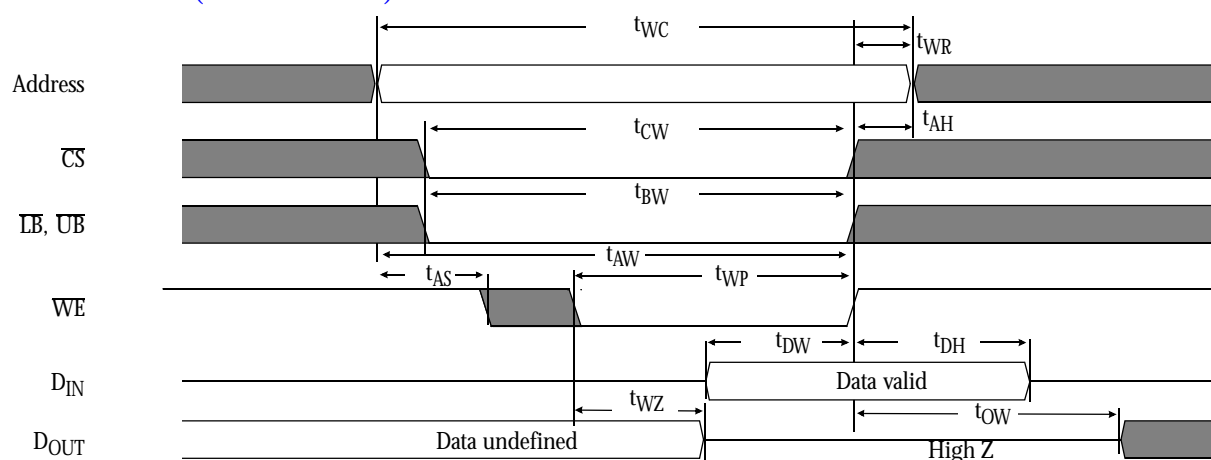 tWC
tWR
Address
tCW
tAH
CS
tBW
LB, UB
tAW
tAS
tWP
WE
tDW
tDH
DIN
Data valid
tWZ
tOW
DOUT
Data undefined
High Z